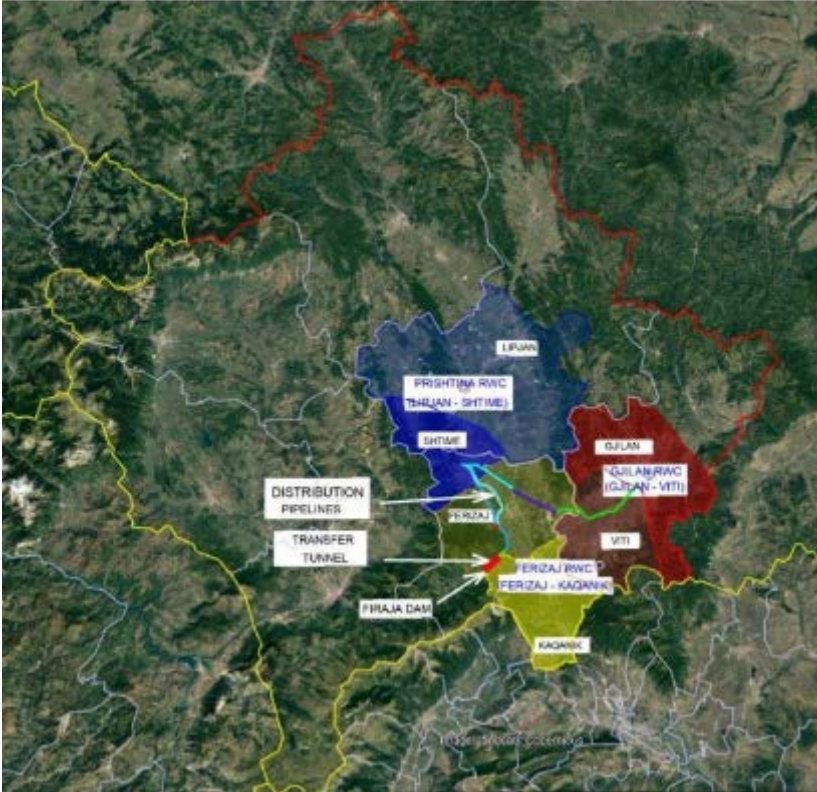 LIPJAN
PRISHTINA RWC
(LIPJAN - SHTIME)
SHTIME
GJILAN
GJILAN RWC
(GJILAN - VITI)
DISTRIBUTION
PIPELINES
FERIZAJ
TRANSFER
TUNNEL
VITI
FERIZAJ RWC
(FERIZAJ - KAQANIK)
FIRAJA DAM
KAQANIK